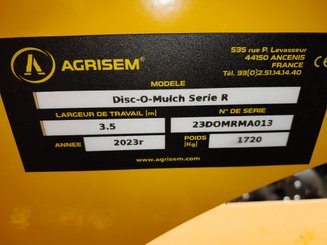 AGRISEM®
535 rue P. Levasseur
44150 ANCENIS
FRANCE
Tél. 33(0)2.51.14.14.40
MODELE
Disc-O-Mulch Serie R
LARGEUR DE TRAVAIL [m] N° DE SERIE
3.5 23DOMRMA013
ANNEE 2023r POIDS [Kg] 1720
www.agrisem.com